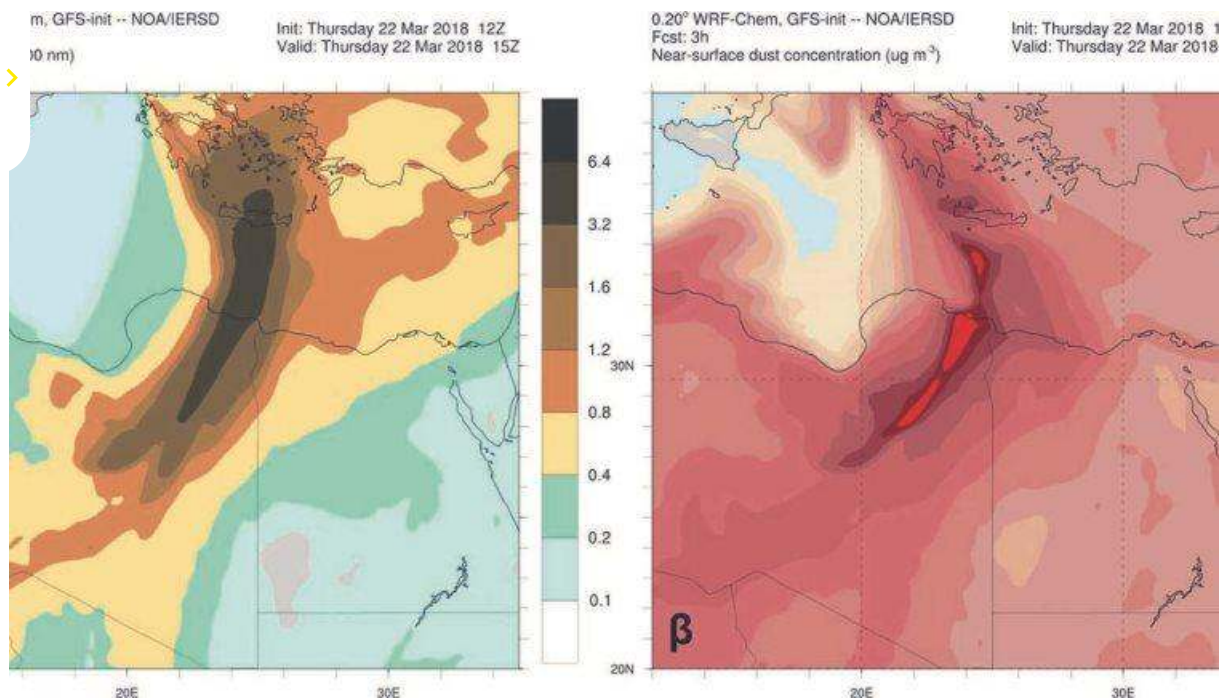 m, GFS-init -- NOA/IERSD
Init: Thursday 22 Mar 2018 12Z
Valid: Thursday 22 Mar 2018 15Z
00 nm)
6.4
3.2
1.6
1.2
0.8
0.4
0.2
0.1
20E
30E
0.20° WRF-Chem, GFS-init -- NOA/IERSD
Fcst: 3h
Near-surface dust concentration (ug m-3)
Init: Thursday 22 Mar 2018 1
Valid: Thursday 22 Mar 2018
30N
20N
β
20E
30E